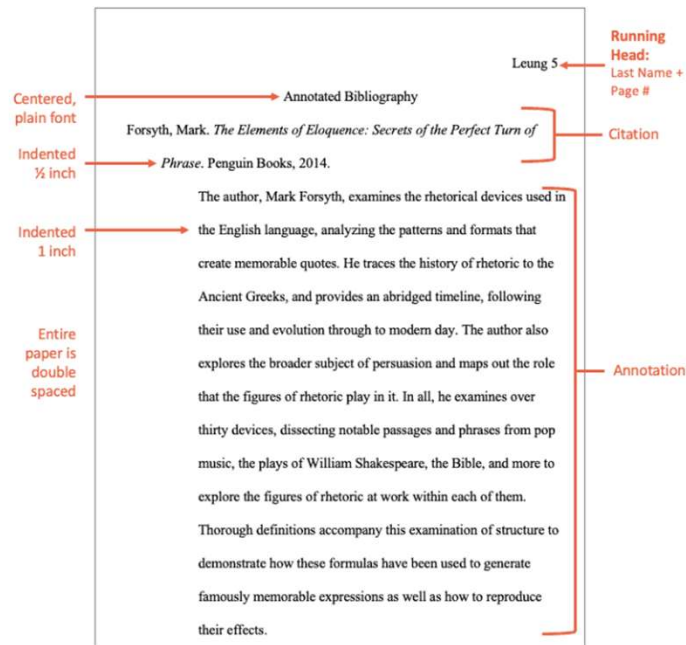 Running
Head:
Last Name +
Page #
Leung 5
Centered,
plain font
Annotated Bibliography
Forsyth, Mark. The Elements of Eloquence: Secrets of the Perfect Turn of
Citation
Indented
½ inch
Phrase. Penguin Books, 2014.
The author, Mark Forsyth, examines the rhetorical devices used in
Indented
1 inch
the English language, analyzing the patterns and formats that
create memorable quotes. He traces the history of rhetoric to the
Ancient Greeks, and provides an abridged timeline, following
Entire
paper is
double
spaced
their use and evolution through to modern day. The author also
explores the broader subject of persuasion and maps out the role
Annotation
that the figures of rhetoric play in it. In all, he examines over
thirty devices, dissecting notable passages and phrases from pop
music, the plays of William Shakespeare, the Bible, and more to
explore the figures of rhetoric at work within each of them.
Thorough definitions accompany this examination of structure to
demonstrate how these formulas have been used to generate
famously memorable expressions as well as how to reproduce
their effects.